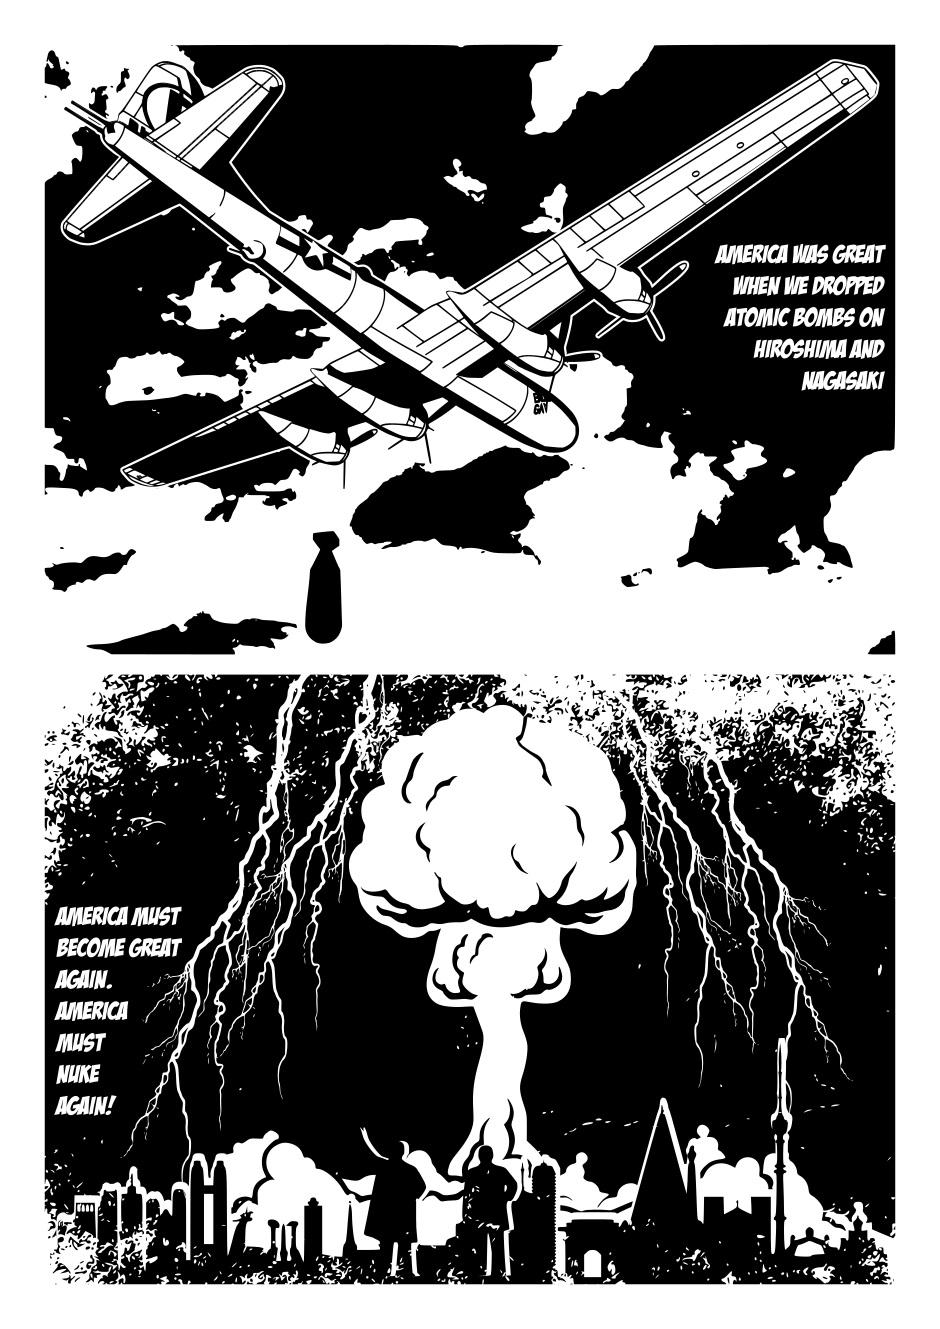 AMERICA WAS GREAT
WHEN WE DROPPED
ATOMIC BOMBS ON
HIROSHIMA AND
NAGASAKI
GAY
AMERICA MUST
BECOME GREAT
AGAIN.
AMERICA
MUST
NUKE
AGAIN!